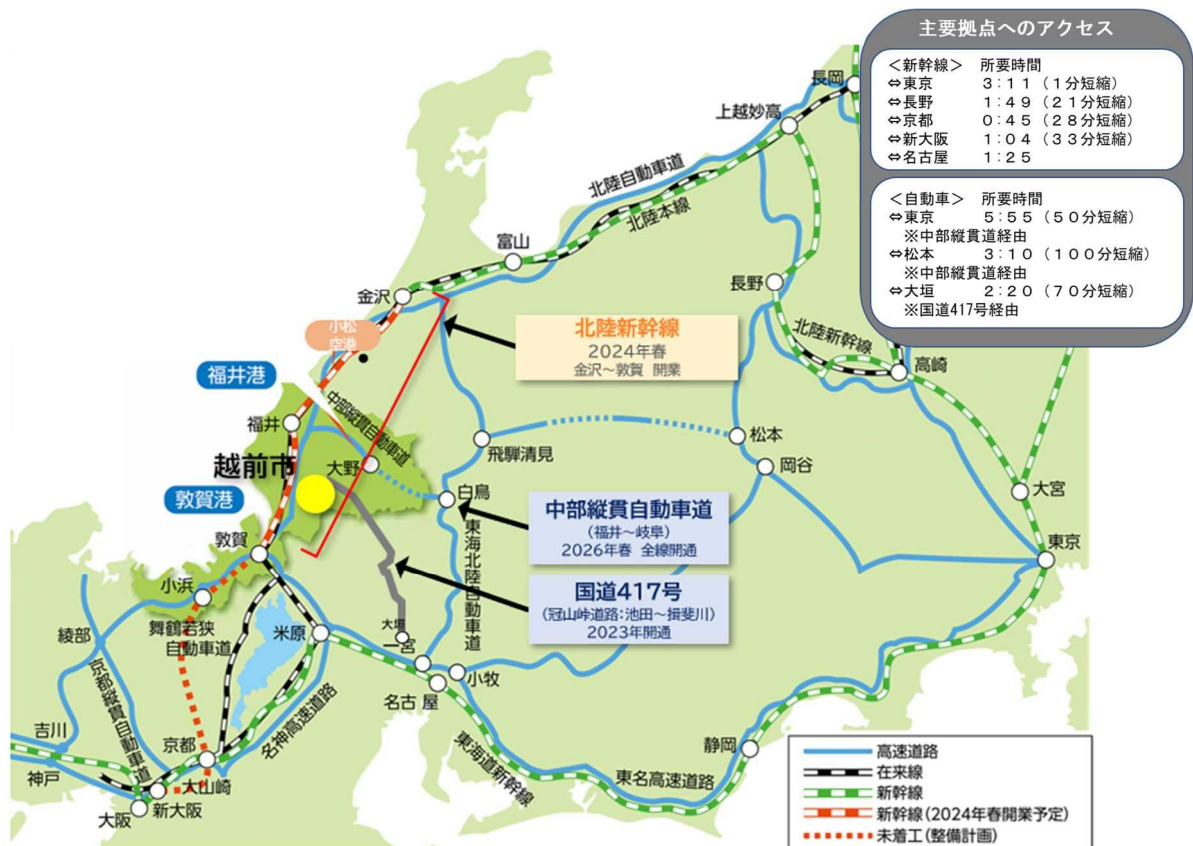 主要拠点へのアクセス
<新幹線> 所要時間
⇔東京 3:11(1分短縮)
⇔長野 1:49(21分短縮)
⇔京都 0:45(28分短縮)
⇔新大阪 1:04(33分短縮)
⇔名古屋 1:25
<自動車> 所要時間
⇔東京 5:55(50分短縮)
※中部縦貫道経由
⇔松本 3:10(100分短縮)
※中部縦貫道経由
⇔大垣 2:20(70分短縮)
※国道417号経由
長岡
上越妙高
北陸自動車道
北陸本線
富山
金沢
長野
小松
空港
北陸新幹線
2024年春
金沢~敦賀 開業
北陸新幹線
高崎
福井港
福井
中部縦貫自動車道
越前市
大野
飛騨清見
松本
岡谷
敦賀港
白鳥
大宮
中部縦貫自動車道
(福井~岐阜)
2026年春 全線開通
敦賀
東海北陸自動車道
東京
国道417号
(冠山峠道路:池田~揖斐川)
2023年開通
小浜
舞鶴若狭
自動車道
綾部
米原
大垣
一宮
小牧
名古屋
京都縦貫自動車道
名神高速道路
吉川
京都
静岡
神戸
大山崎
新大阪
大阪
東海道新幹線
東名高速道路
高速道路
在来線
新幹線
新幹線(2024年春開業予定)
未着工(整備計画)